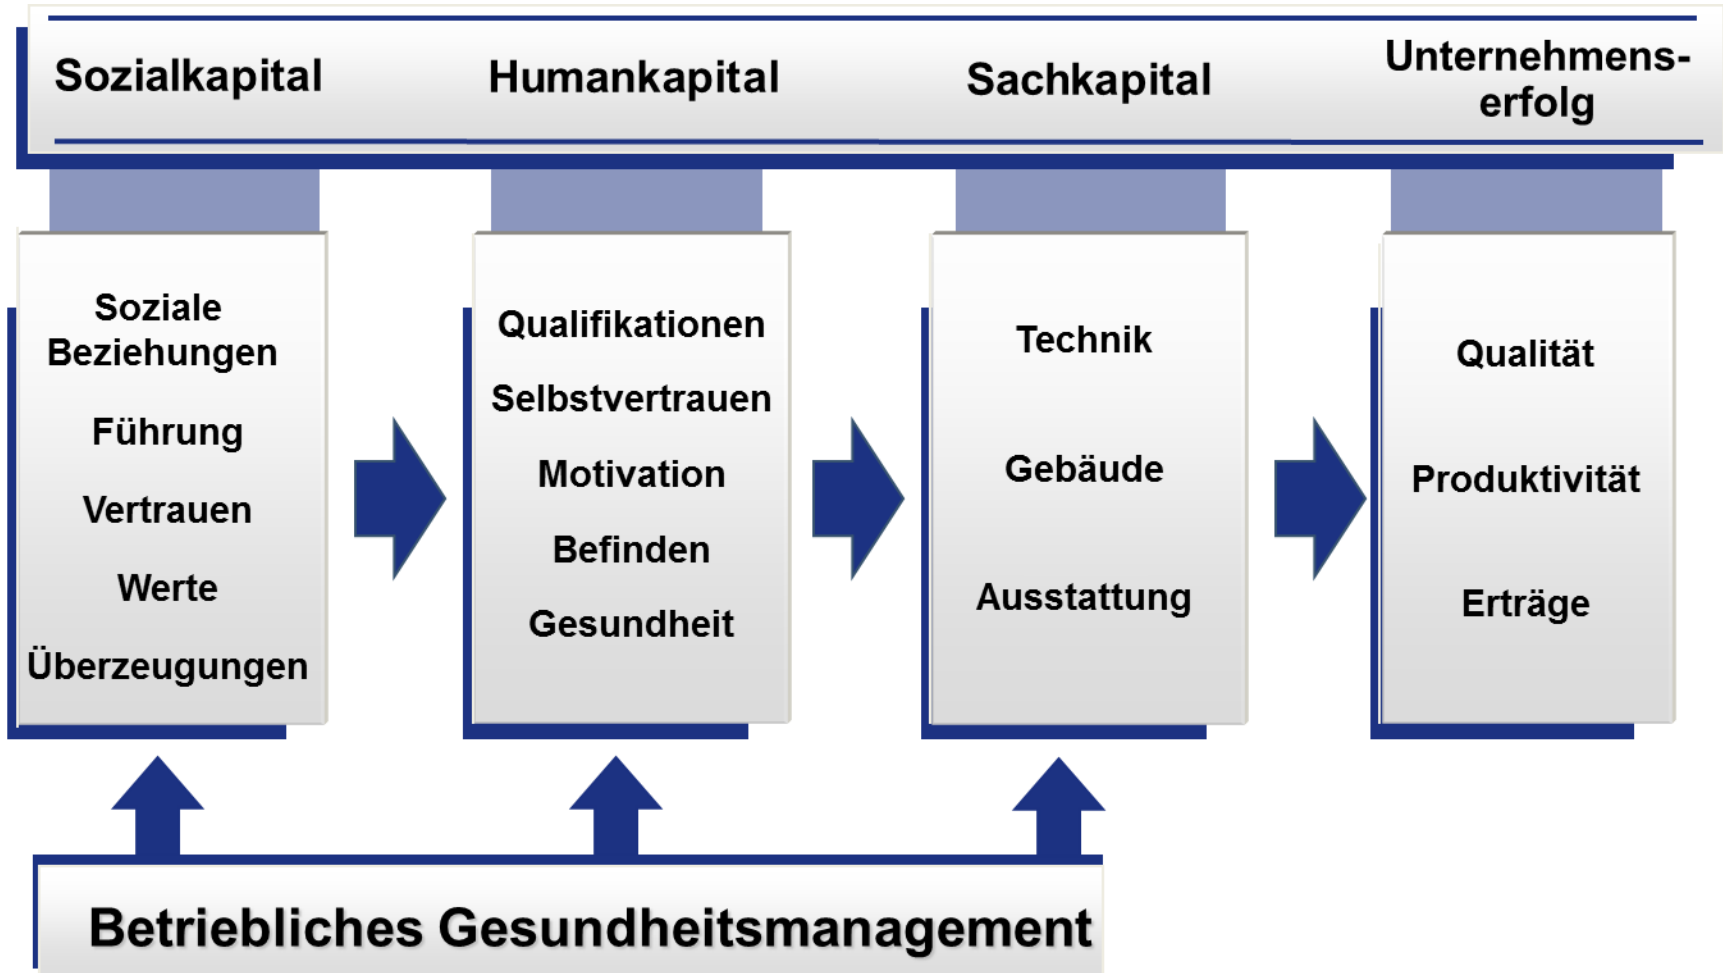 Sozialkapital
Humankapital
Sachkapital
Unternehmens-
erfolg
Soziale
Beziehungen
Führung
Vertrauen
Werte
Überzeugungen
Qualifikationen
Selbstvertrauen
Motivation
Befinden
Gesundheit
Technik
Gebäude
Ausstattung
Qualität
Produktivität
Erträge
Betriebliches Gesundheitsmanagement